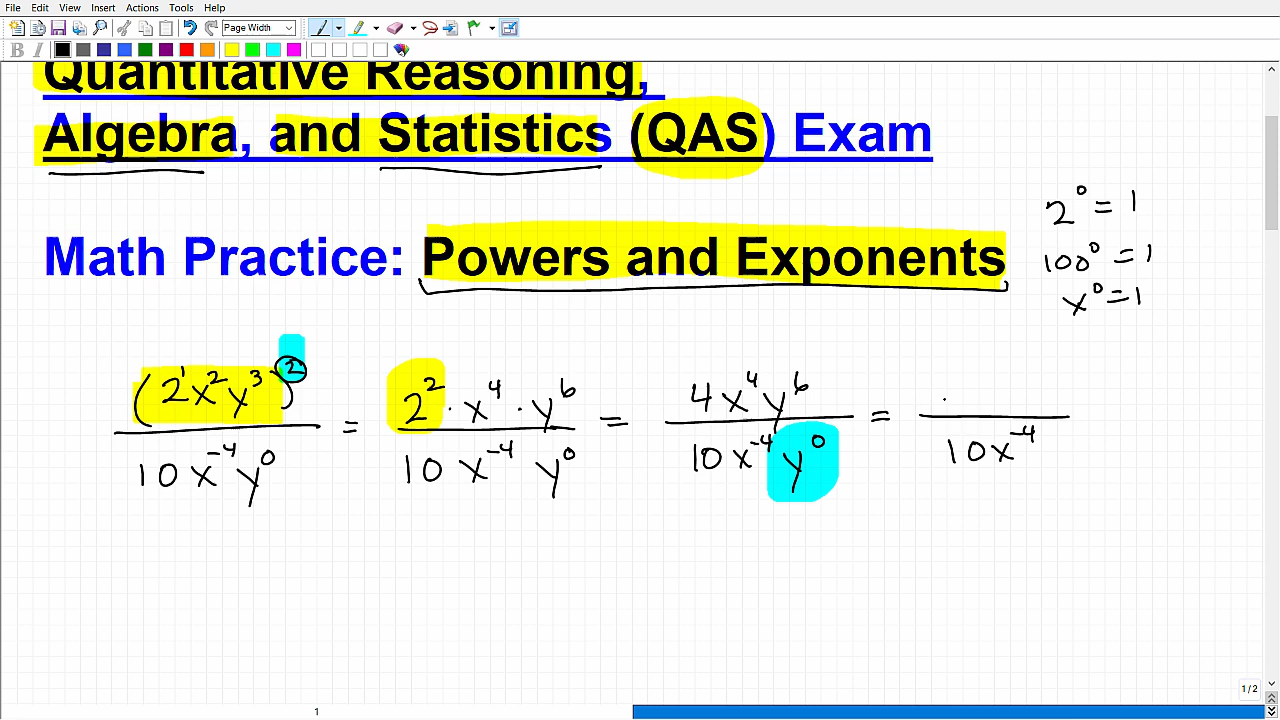 File Edit View Insert Actions Tools Help
Page Width
B I
Quantitative Reasoning,
Algebra, and Statistics (QAS) Exam
Math Practice: Powers and Exponents
2⁰ = 1
100⁰ = 1
x⁰ = 1
(2¹x²y³)² / 10x⁻⁴y⁰ = 2² · x⁴ · y⁶ / 10 x⁻⁴ y⁰ = 4x⁴y⁶ / 10x⁻⁴y⁰ = / 10x⁻⁴
1/2
1